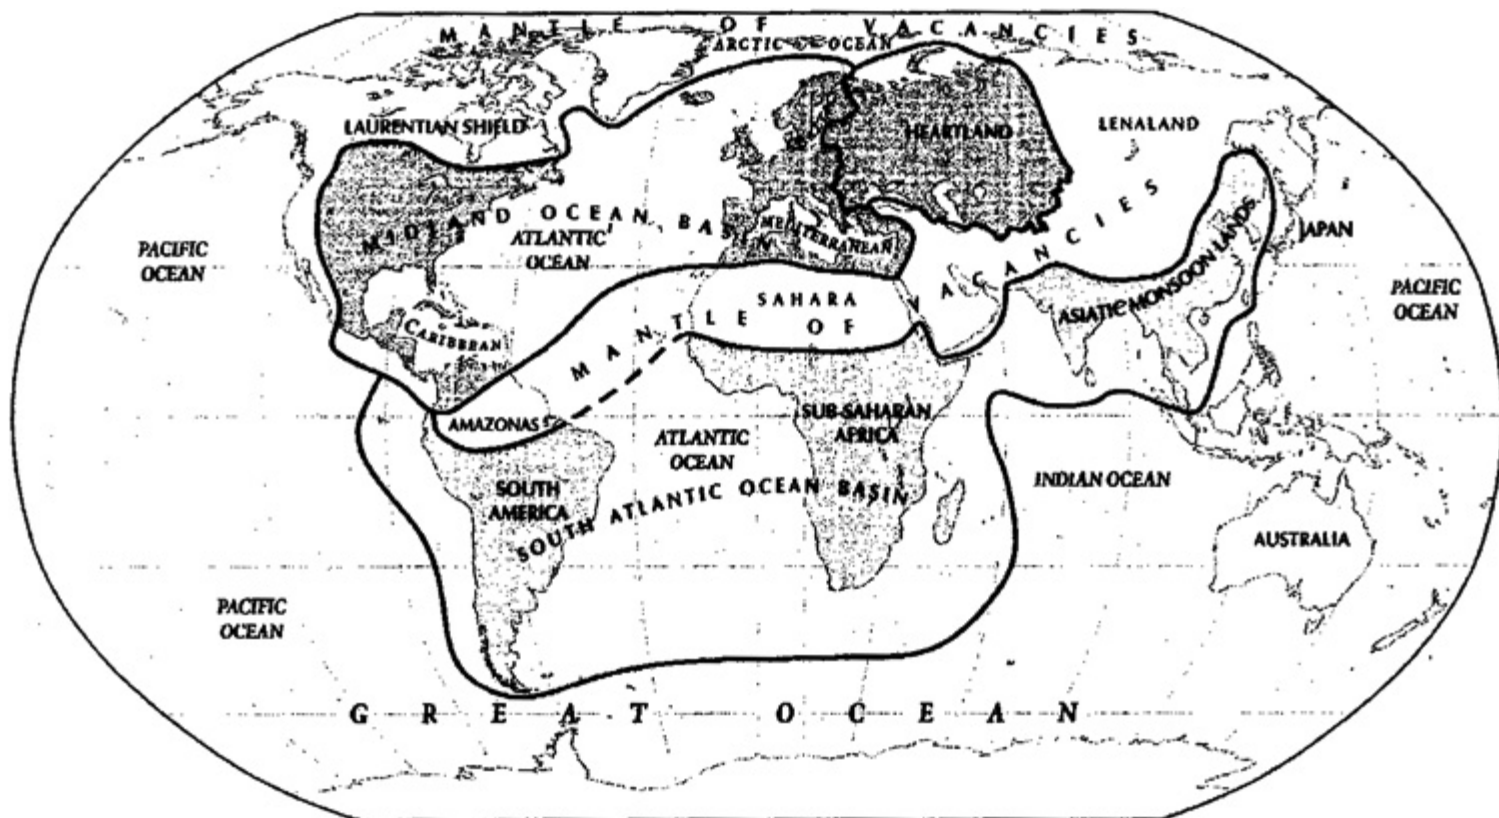 MANTLE OF VACANCIES
ARCTIC OCEAN
LAURENTIAN SHIELD
HEARTLAND
LENALAND
MIDLAND OCEAN BASIN
MEDITERRANEAN
ATLANTIC
OCEAN
PACIFIC
OCEAN
JAPAN
PACIFIC
OCEAN
ASIATIC MONSOON LANDS
SAHARA
MANTLE OF VACANCIES
CARIBBEAN
AMAZONAS
SUB-SAHARAN
AFRICA
ATLANTIC
OCEAN
INDIAN OCEAN
SOUTH
AMERICA
SOUTH ATLANTIC OCEAN BASIN
AUSTRALIA
PACIFIC
OCEAN
GREAT OCEAN